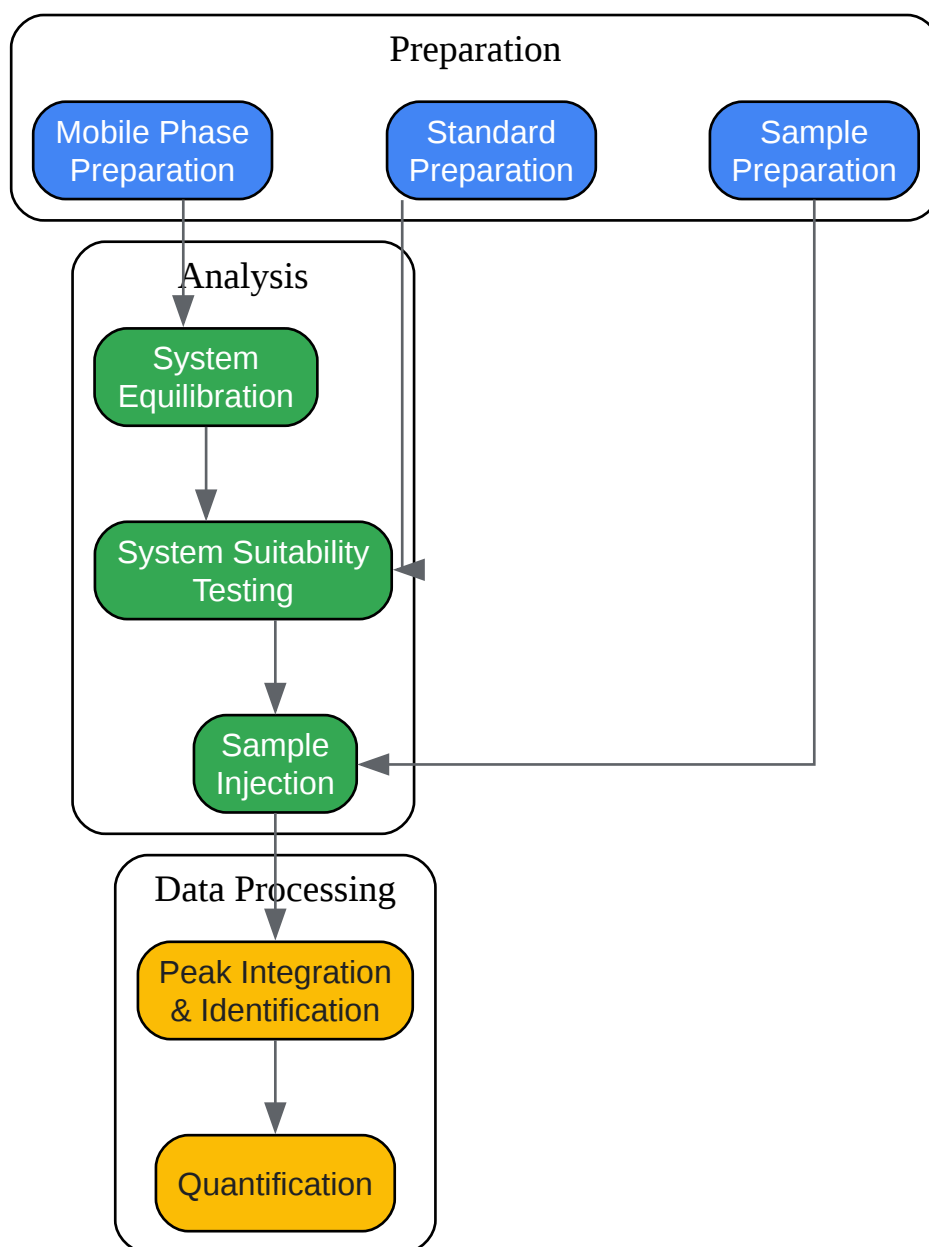 Preparation
Mobile Phase
Preparation
Standard
Preparation
Sample
Preparation
Analysis
System
Equilibration
System Suitability
Testing
Sample
Injection
Data Processing
Peak Integration
& Identification
Quantification